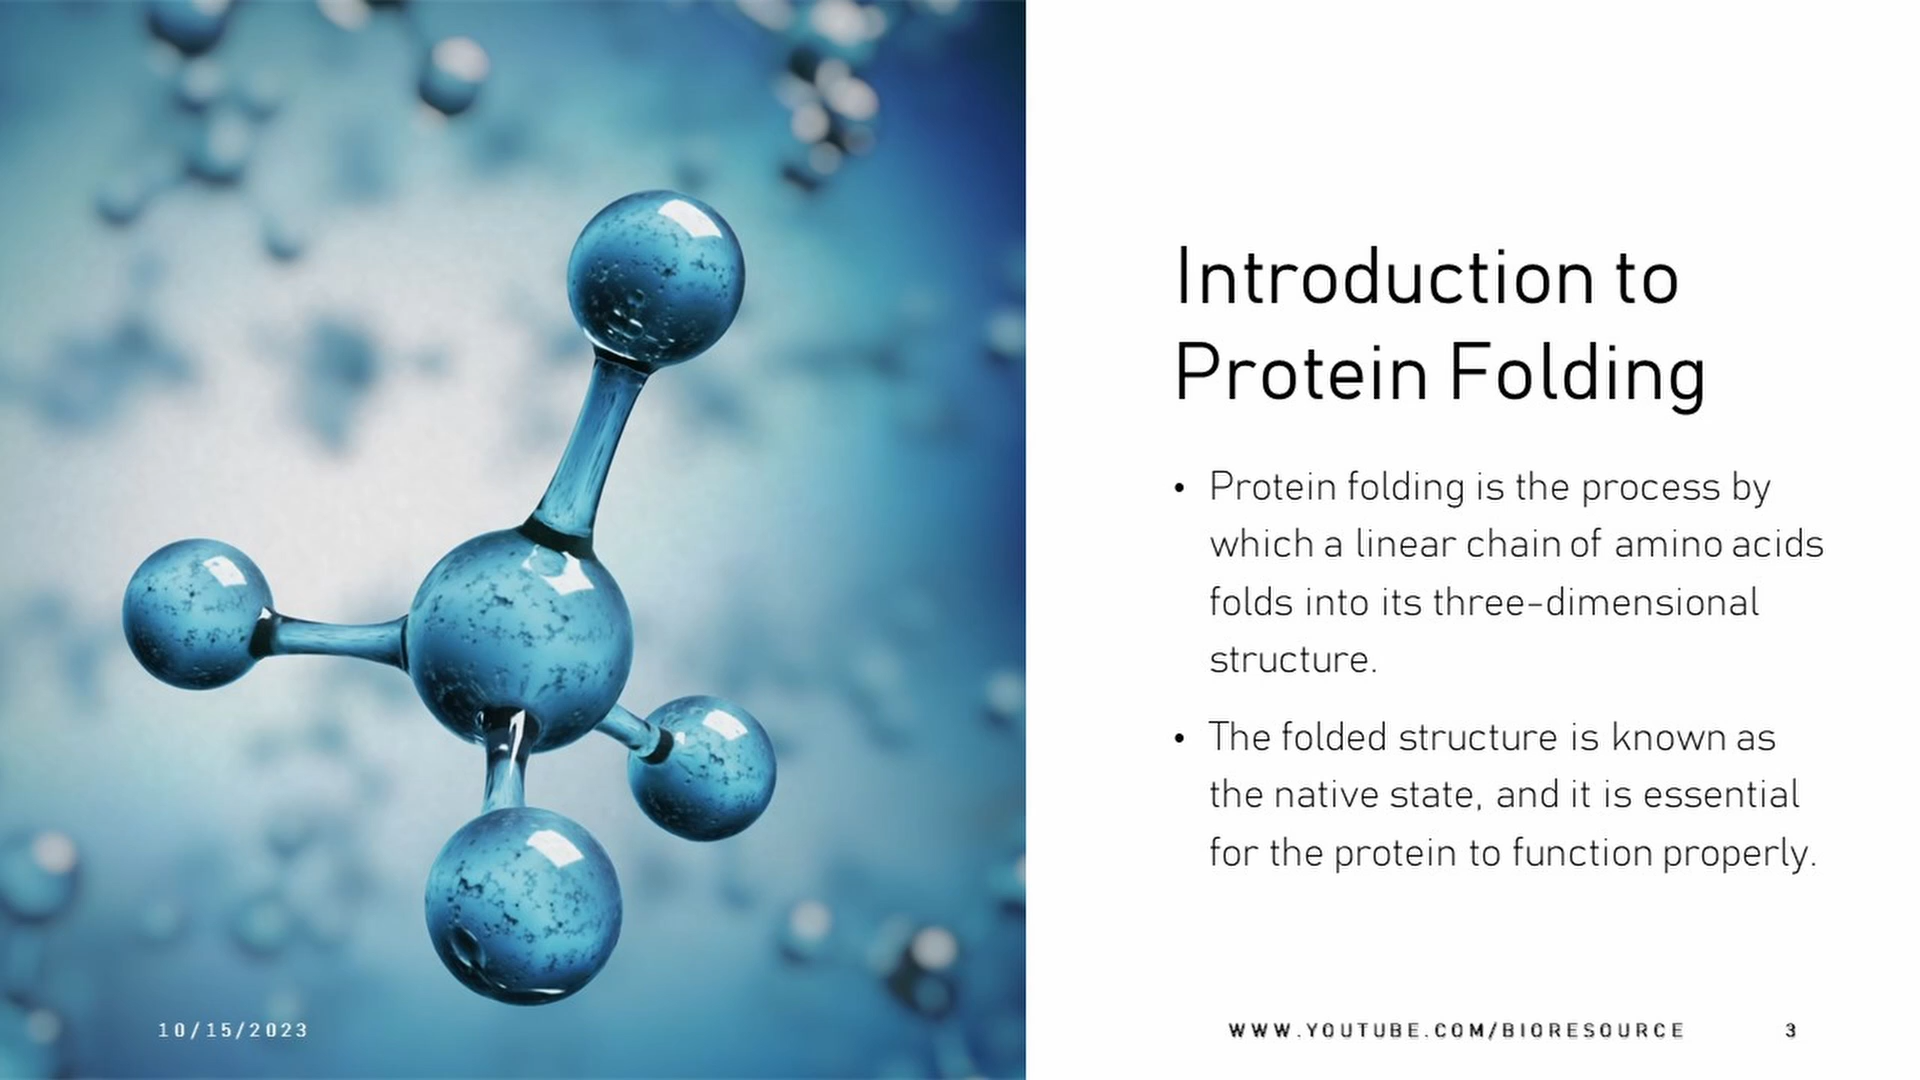 Introduction to
Protein Folding
• Protein folding is the process by
which a linear chain of amino acids
folds into its three-dimensional
structure.
• The folded structure is known as
the native state, and it is essential
for the protein to function properly.
10/15/2023
WWW.YOUTUBE.COM/BIORESOURCE
3